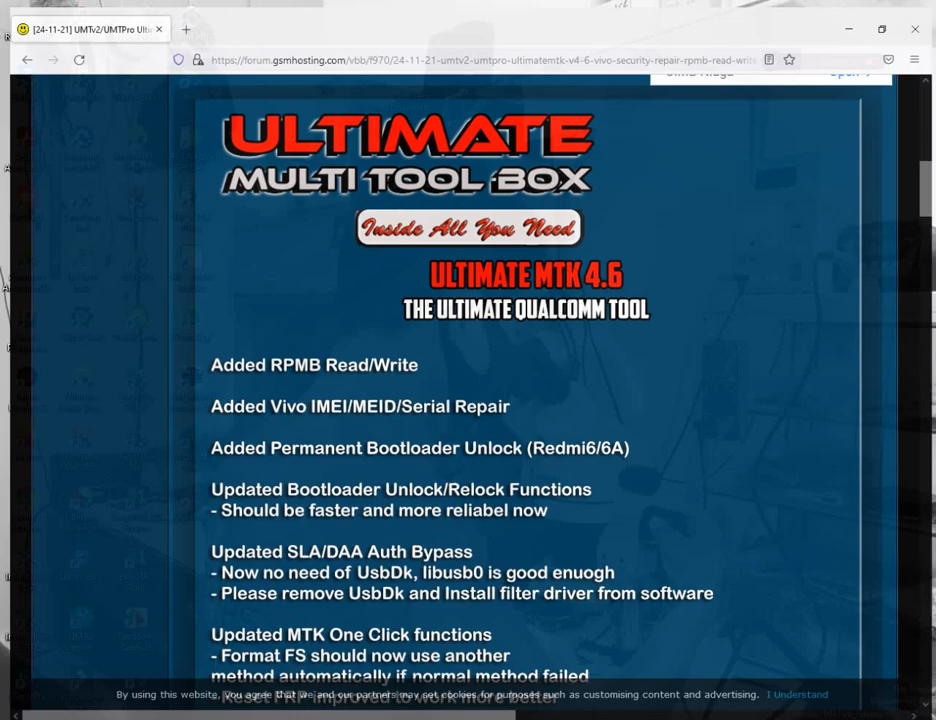 [24-11-21] UMTv2/UMTPro Ulti
https://forum.gsmhosting.com/vbb/f970/24-11-21-umtv2-umtpro-ultimatemtk-v4-6-vivo-security-repair-rpmb-read-write
ULTIMATE
MULTI TOOL BOX
Inside All You Need
ULTIMATE MTK 4.6
THE ULTIMATE QUALCOMM TOOL
Added RPMB Read/Write
Added Vivo IMEI/MEID/Serial Repair
Added Permanent Bootloader Unlock (Redmi6/6A)
Updated Bootloader Unlock/Relock Functions
- Should be faster and more reliabel now
Updated SLA/DAA Auth Bypass
- Now no need of UsbDk, libusb0 is good enuogh
- Please remove UsbDk and Install filter driver from software
Updated MTK One Click functions
- Format FS should now use another
method automatically if normal method failed
- Reset FRP improved to work more better
By using this website, you agree that we and our partners may set cookies for purposes such as customising content and advertising. I Understand